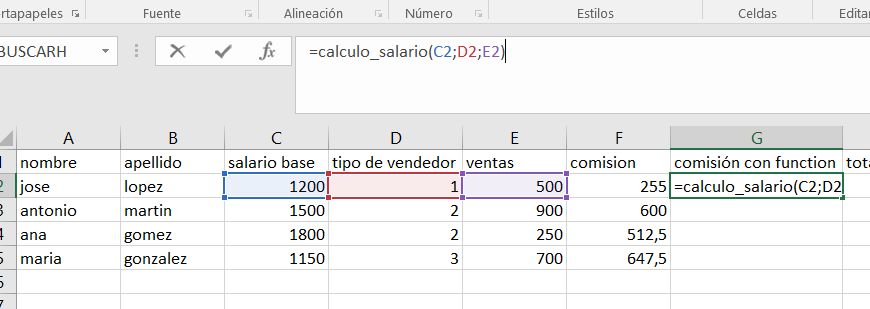 rtapapeles Fuente Alineación Número Estilos Celdas Editar
BUSCARH fx =calculo_salario(C2;D2;E2)
A B C D E F G
1 nombre apellido salario base tipo de vendedor ventas comision comisión con function tota
2 jose lopez 1200 1 500 255 =calculo_salario(C2;D2
3 antonio martin 1500 2 900 600
4 ana gomez 1800 2 250 512,5
5 maria gonzalez 1150 3 700 647,5
6
7